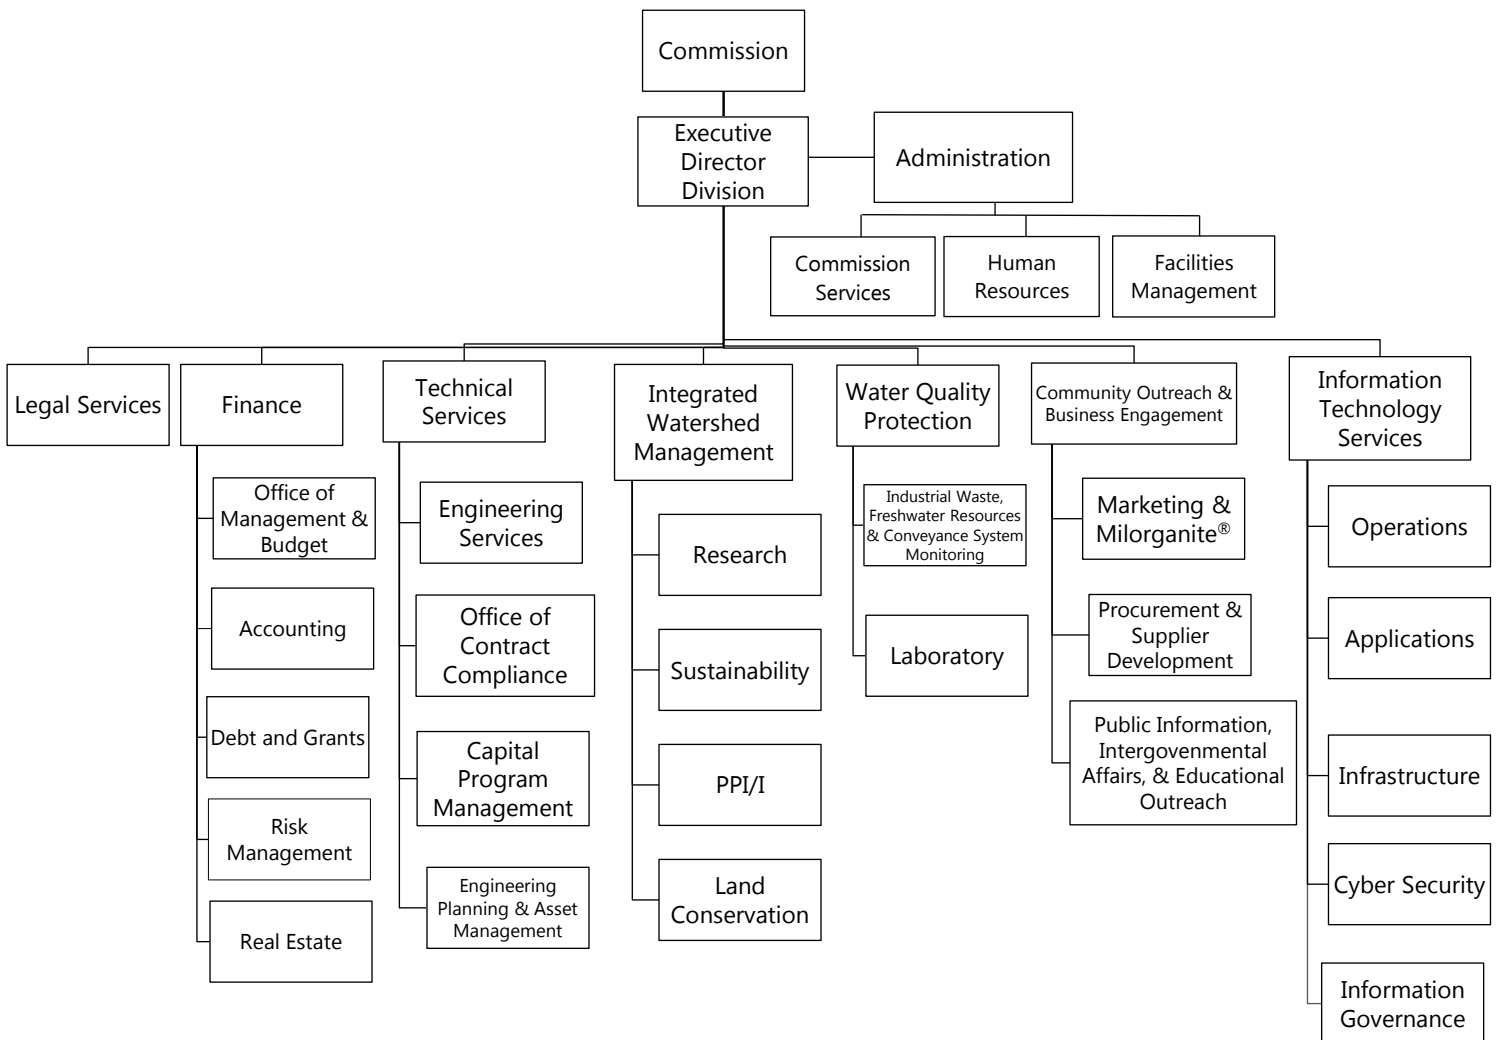 Commission
Executive
Director
Division
Administration
Commission
Services
Human
Resources
Facilities
Management
Legal Services
Finance
Technical
Services
Integrated
Watershed
Management
Water Quality
Protection
Community Outreach &
Business Engagement
Information
Technology
Services
Office of
Management &
Budget
Accounting
Debt and Grants
Risk
Management
Real Estate
Engineering
Services
Office of
Contract
Compliance
Capital
Program
Management
Engineering
Planning & Asset
Management
Research
Sustainability
PPI/I
Land
Conservation
Industrial Waste,
Freshwater Resources
& Conveyance System
Monitoring
Laboratory
Marketing &
Milorganite®
Procurement &
Supplier
Development
Public Information,
Intergovenmental
Affairs, & Educational
Outreach
Operations
Applications
Infrastructure
Cyber Security
Information
Governance